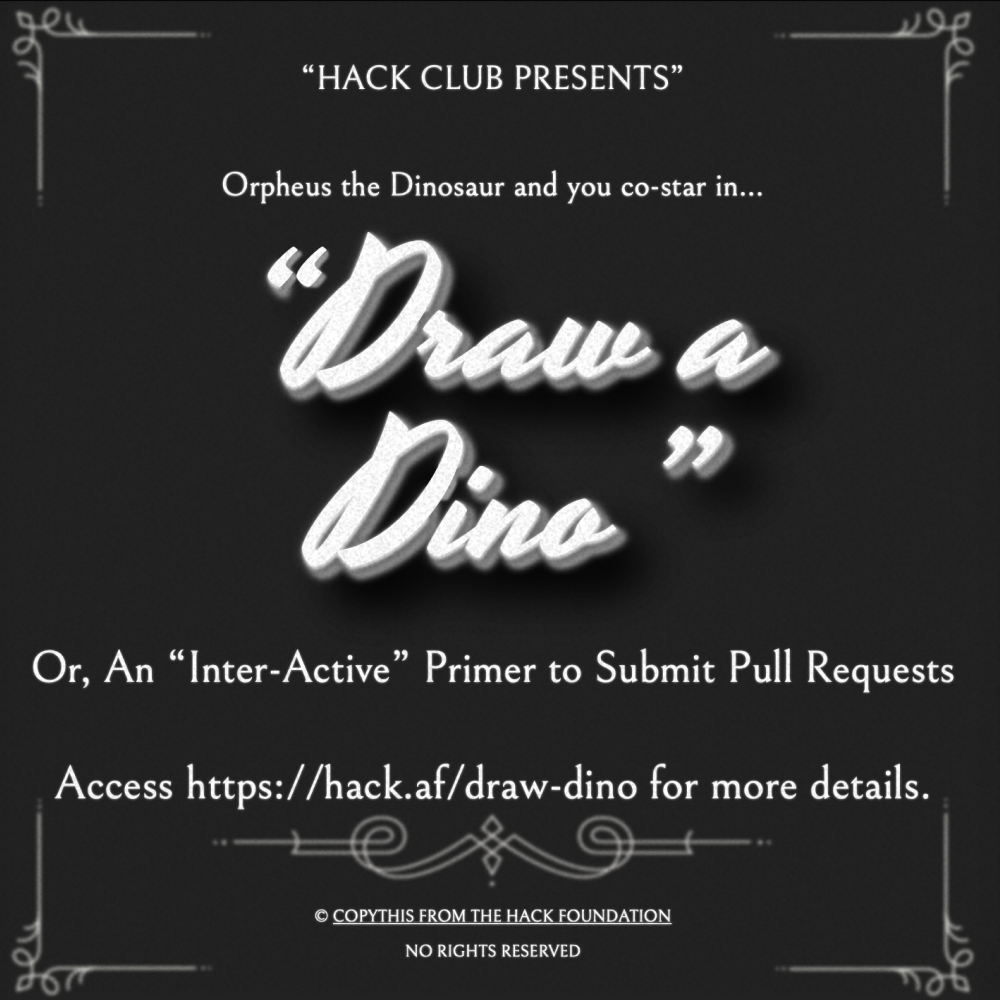 “HACK CLUB PRESENTS”
Orpheus the Dinosaur and you co-star in...
“Draw a
Dino ”
Or, An “Inter-Active” Primer to Submit Pull Requests
Access https://hack.af/draw-dino for more details.
© COPYTHIS FROM THE HACK FOUNDATION
NO RIGHTS RESERVED